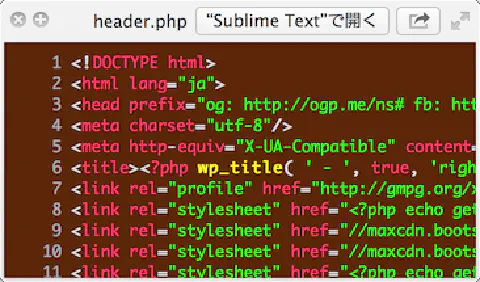 header.php "Sublime Text"で開く
1 <!DOCTYPE html>
2 <html lang="ja">
3 <head prefix="og: http://ogp.me/ns# fb: htt
4 <meta charset="utf-8"/>
5 <meta http-equiv="X-UA-Compatible" content=
6 <title><?php wp_title( ' - ', true, 'righ
7 <link rel="profile" href="http://gmpg.org/x
8 <link rel="stylesheet" href="<?php echo get
9 <link rel="stylesheet" href="//maxcdn.boots
10 <link rel="stylesheet" href="//maxcdn.boots
11 <link rel="stylesheet" href="<?php echo get